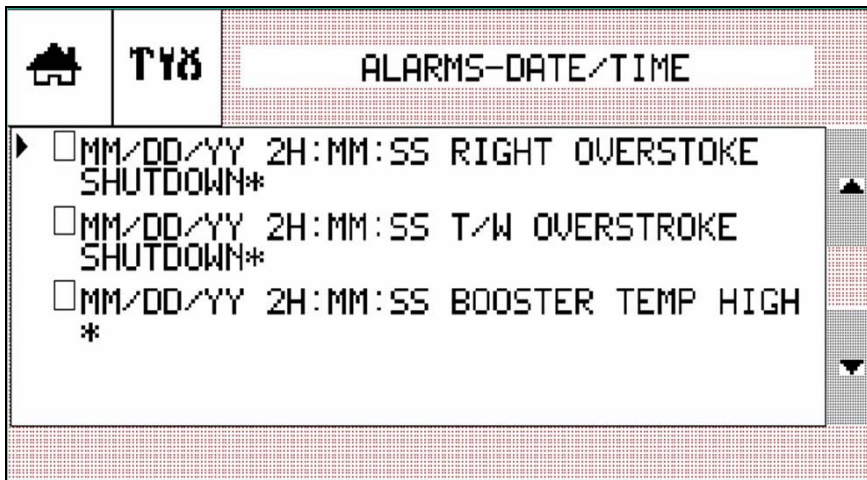 ALARMS-DATE/TIME
MM/DD/YY 2H:MM:SS RIGHT OVERSTOKE
SHUTDOWN*
MM/DD/YY 2H:MM:SS T/W OVERSTROKE
SHUTDOWN*
MM/DD/YY 2H:MM:SS BOOSTER TEMP HIGH
*